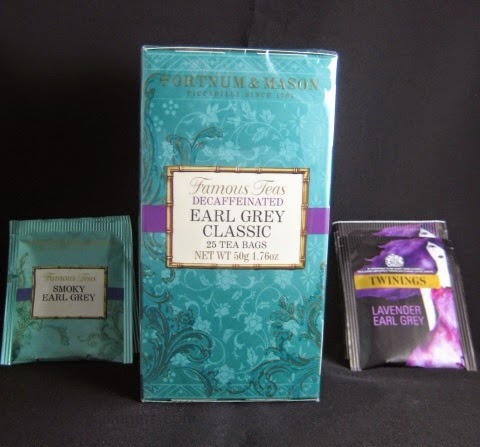 FORTNUM & MASON
PICCADILLY SINCE 1707
Famous Teas
DECAFFEINATED
EARL GREY
CLASSIC
25 TEA BAGS
NET WT 50g 1.76oz
Famous Teas
SMOKY
EARL GREY
TWININGS
LAVENDER
EARL GREY